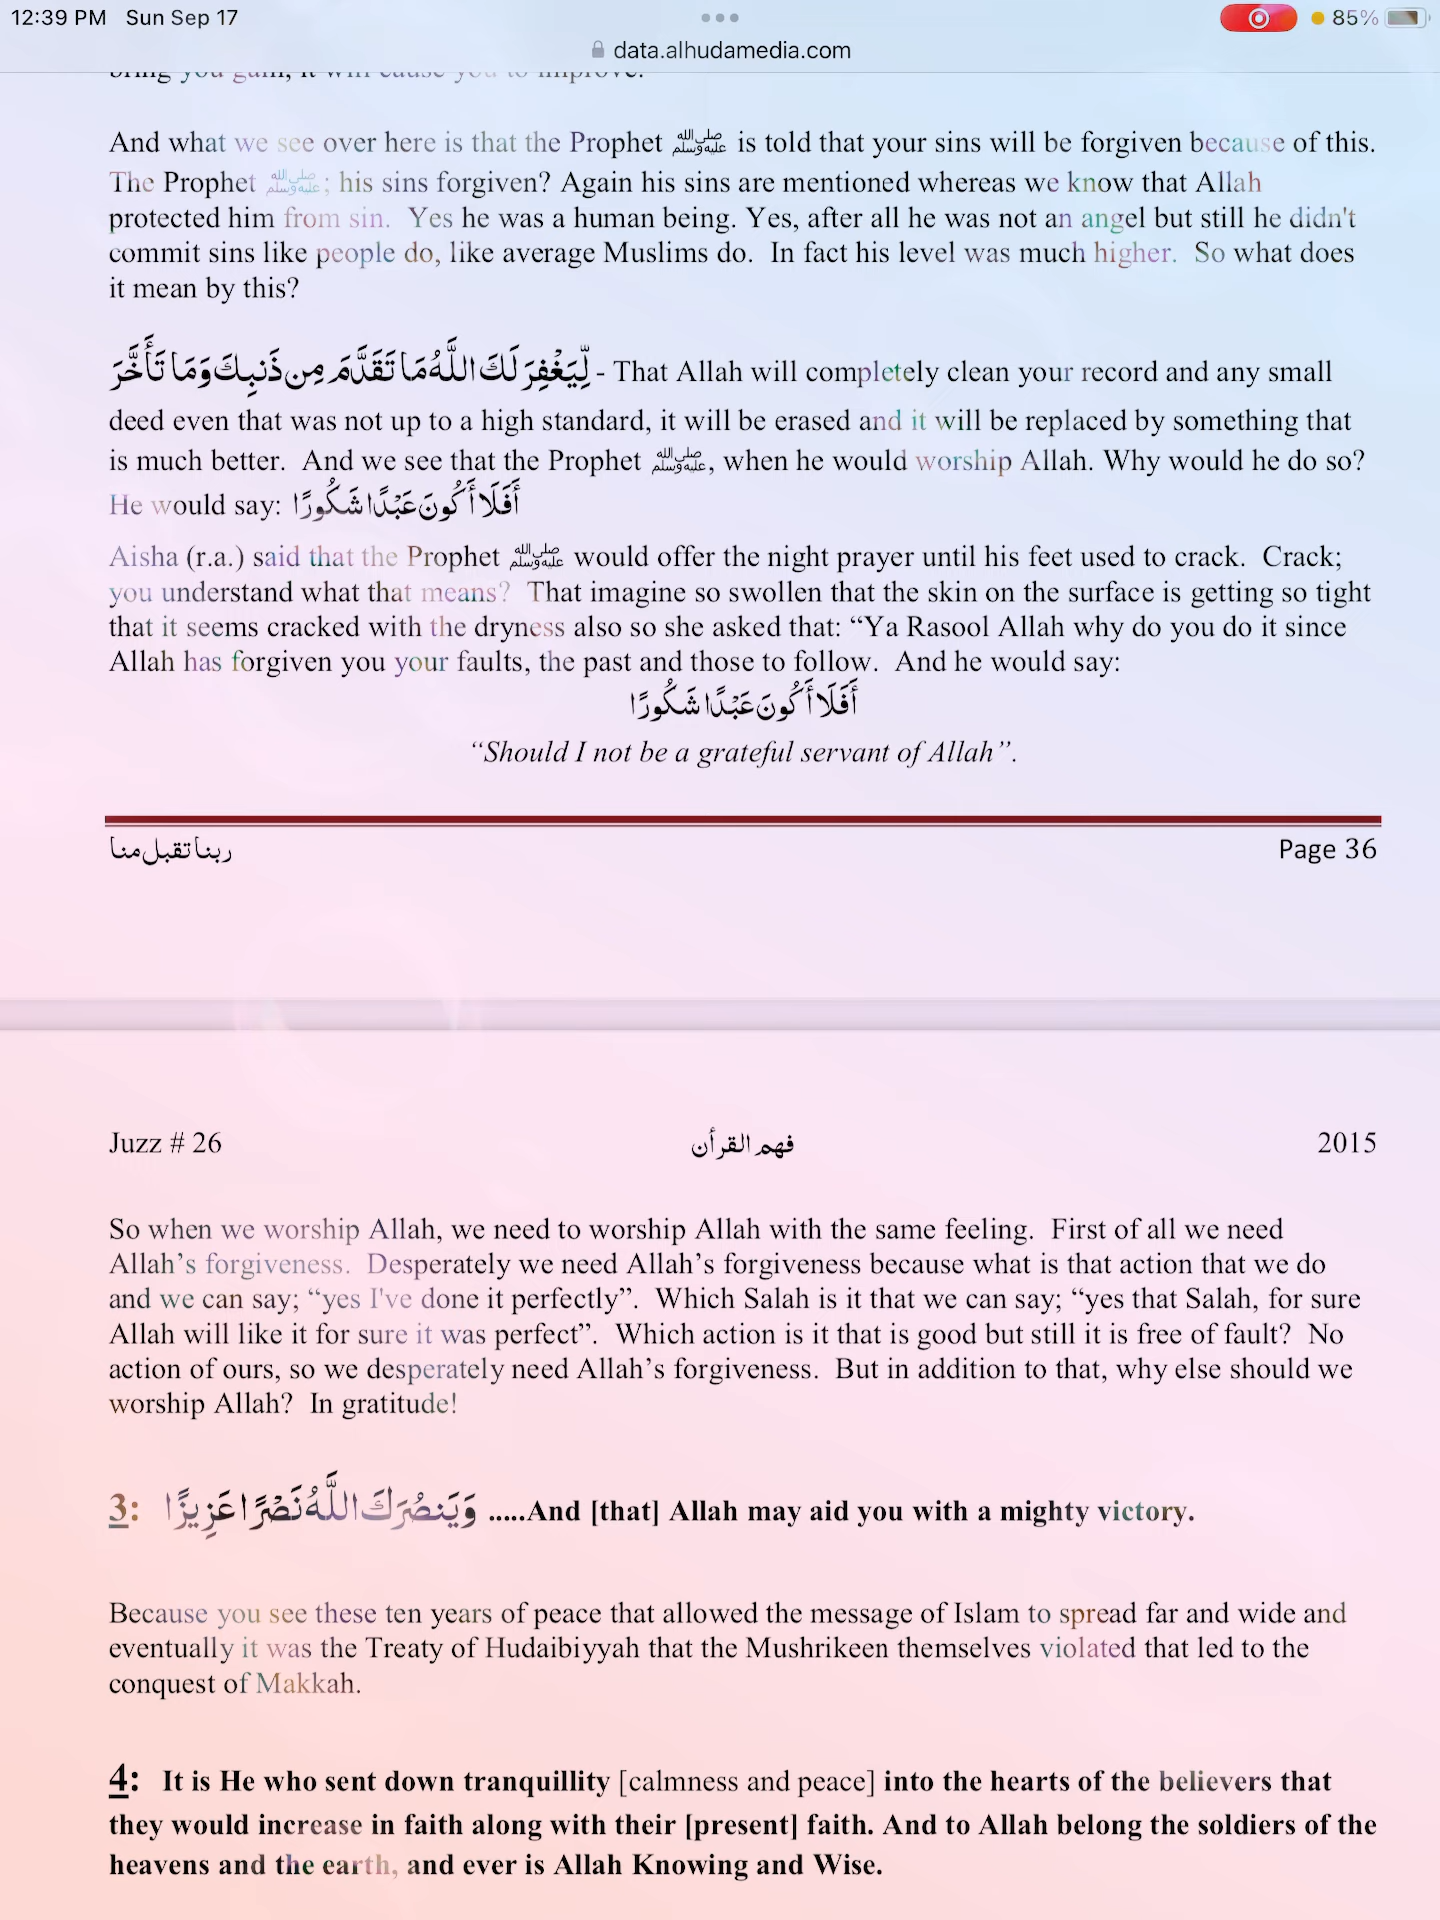 12:39 PM Sun Sep 17
85%
data.alhudamedia.com
bring you gain, it will cause you to improve.
And what we see over here is that the Prophet ﷺ is told that your sins will be forgiven because of this.
The Prophet ﷺ; his sins forgiven? Again his sins are mentioned whereas we know that Allah
protected him from sin. Yes he was a human being. Yes, after all he was not an angel but still he didn't
commit sins like people do, like average Muslims do. In fact his level was much higher. So what does
it mean by this?
لِّيَغْفِرَ لَكَ اللَّهُ مَا تَقَدَّمَ مِن ذَنبِكَ وَمَا تَأَخَّرَ - That Allah will completely clean your record and any small
deed even that was not up to a high standard, it will be erased and it will be replaced by something that
is much better. And we see that the Prophet ﷺ, when he would worship Allah. Why would he do so?
He would say: أَفَلَا أَكُونَ عَبْدًا شَكُورًا
Aisha (r.a.) said that the Prophet ﷺ would offer the night prayer until his feet used to crack. Crack;
you understand what that means? That imagine so swollen that the skin on the surface is getting so tight
that it seems cracked with the dryness also so she asked that: “Ya Rasool Allah why do you do it since
Allah has forgiven you your faults, the past and those to follow. And he would say:
أَفَلَا أَكُونَ عَبْدًا شَكُورًا
“Should I not be a grateful servant of Allah”.
ربنا تقبل منا Page 36
Juzz # 26 فهم القرأن 2015
So when we worship Allah, we need to worship Allah with the same feeling. First of all we need
Allah’s forgiveness. Desperately we need Allah’s forgiveness because what is that action that we do
and we can say; “yes I've done it perfectly”. Which Salah is it that we can say; “yes that Salah, for sure
Allah will like it for sure it was perfect”. Which action is it that is good but still it is free of fault? No
action of ours, so we desperately need Allah’s forgiveness. But in addition to that, why else should we
worship Allah? In gratitude!
3: وَيَنصُرَكَ اللَّهُ نَصْرًا عَزِيزًا .....And [that] Allah may aid you with a mighty victory.
Because you see these ten years of peace that allowed the message of Islam to spread far and wide and
eventually it was the Treaty of Hudaibiyyah that the Mushrikeen themselves violated that led to the
conquest of Makkah.
4: It is He who sent down tranquillity [calmness and peace] into the hearts of the believers that
they would increase in faith along with their [present] faith. And to Allah belong the soldiers of the
heavens and the earth, and ever is Allah Knowing and Wise.